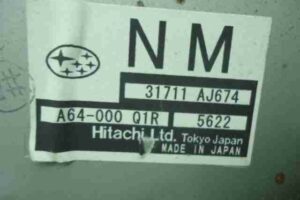 NM
31711 AJ674
A64-000 Q1R 5622
Hitachi,Ltd. Tokyo Japan
MADE IN JAPAN